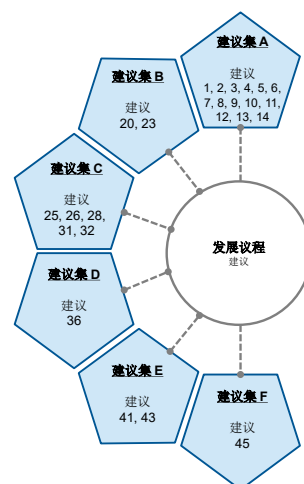 建议集 A
建议
1, 2, 3, 4, 5, 6,
7, 8, 9, 10, 11,
12, 13, 14
建议集 B
建议
20, 23
建议集 C
建议
25, 26, 28,
31, 32
发展议程
建议
建议集 D
建议
36
建议集 E
建议
41, 43
建议集 F
建议
45